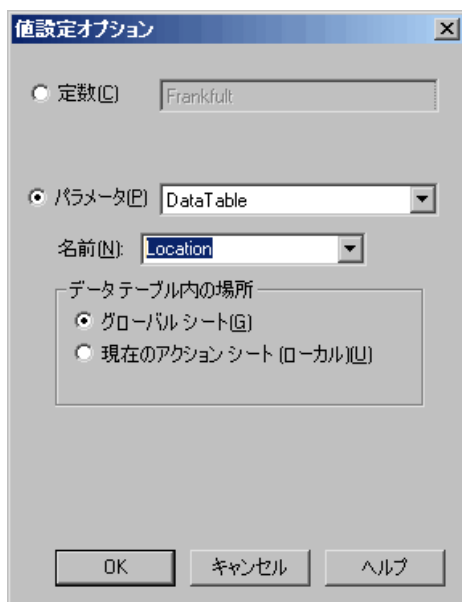 値設定オプション
定数(C) Frankfult
パラメータ(P) DataTable
名前(N): Location
データ テーブル内の場所
グローバル シート(G)
現在のアクション シート (ローカル)(U)
OK キャンセル ヘルプ